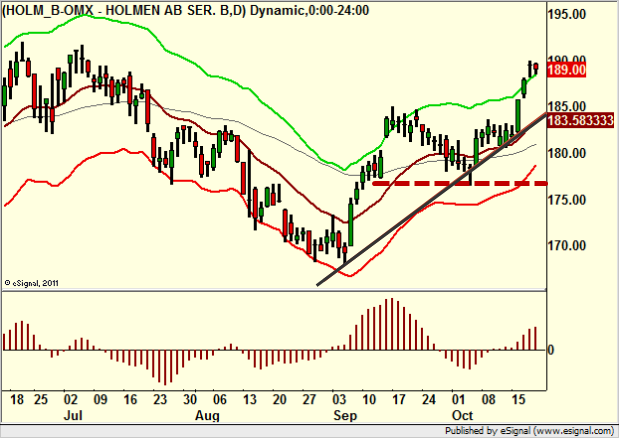 (HOLM_B-OMX - HOLMEN AB SER. B,D) Dynamic,0:00-24:00
195.00
190.00
189.00
185.00
183.583333
180.00
175.00
170.00
© eSignal, 2011
0
18 25 02 09 16 23 06 13 20 27 03 10 17 24 01 08 15
Jul Aug Sep Oct
Published by eSignal (www.esignal.com)